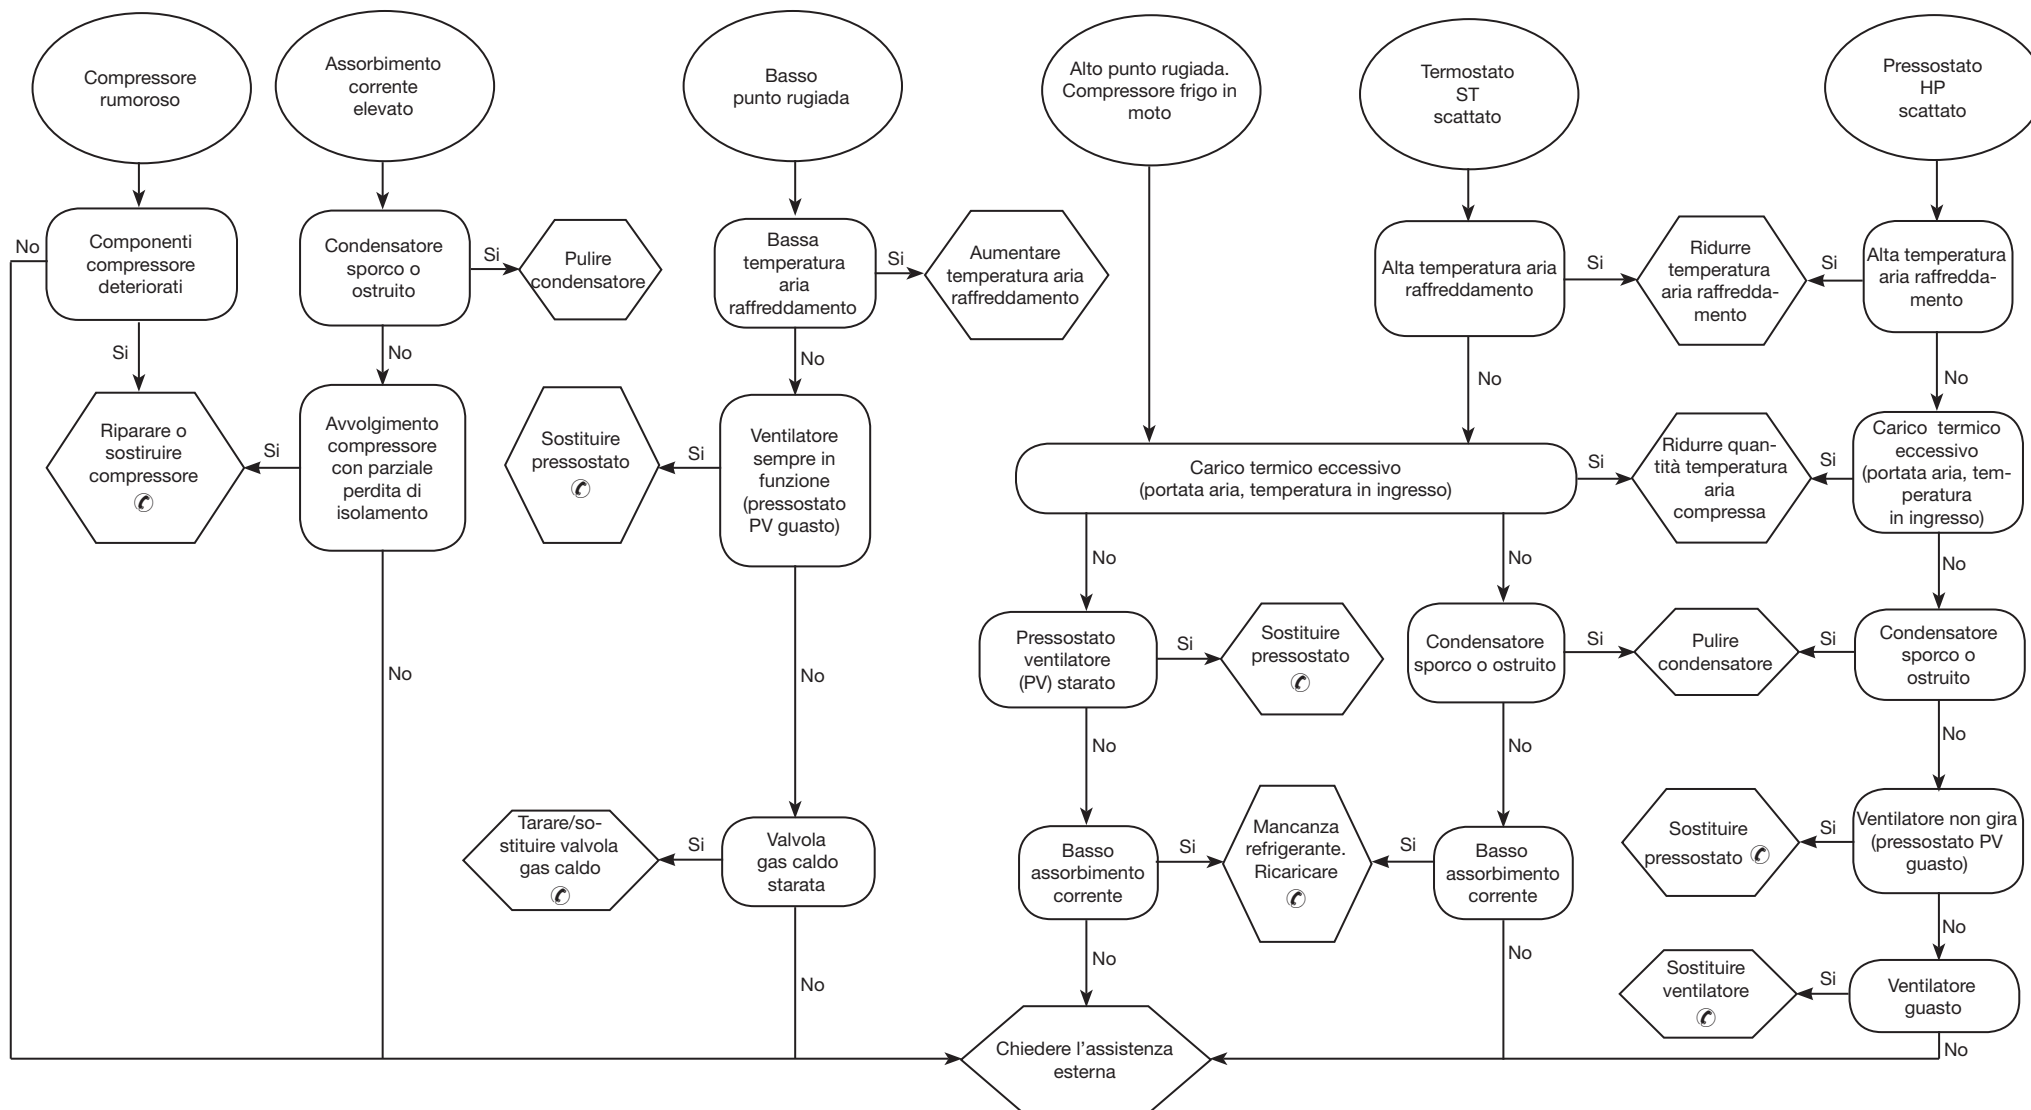 Compressore
rumoroso
Assorbimento
corrente
elevato
Basso
punto rugiada
Alto punto rugiada.
Compressore frigo in
moto
Termostato
ST
scattato
Pressostato
HP
scattato
No
Componenti
compressore
deteriorati
Condensatore
sporco o
ostruito
Si
Pulire
condensatore
Bassa
temperatura
aria
raffreddamento
Si
Aumentare
temperatura aria
raffreddamento
Alta temperatura aria
raffreddamento
Si
Ridurre
temperatura
aria raffredda-
mento
Si
Alta temperatura
aria raffredda-
mento
Si
No
No
No
No
Riparare o
sostiruire
compressore
Si
Avvolgimento
compressore
con parziale
perdita di
isolamento
Sostituire
pressostato
Si
Ventilatore
sempre in
funzione
(pressostato
PV guasto)
Carico termico eccessivo
(portata aria, temperatura in ingresso)
Si
Ridurre quan-
tità temperatura
aria
compressa
Si
Carico termico
eccessivo
(portata aria, tem-
peratura
in ingresso)
No
No
No
Pressostato
ventilatore
(PV) starato
Si
Sostituire
pressostato
Condensatore
sporco o ostruito
Si
Pulire
condensatore
Si
Condensatore
sporco o
ostruito
No
No
No
No
No
Tarare/so-
stituire valvola
gas caldo
Si
Valvola
gas caldo
starata
Basso
assorbimento
corrente
Si
Mancanza
refrigerante.
Ricaricare
Si
Basso
assorbimento
corrente
Sostituire
pressostato
Si
Ventilatore non gira
(pressostato PV
guasto)
No
No
No
No
Sostituire
ventilatore
Si
Ventilatore
guasto
Chiedere l'assistenza
esterna
No